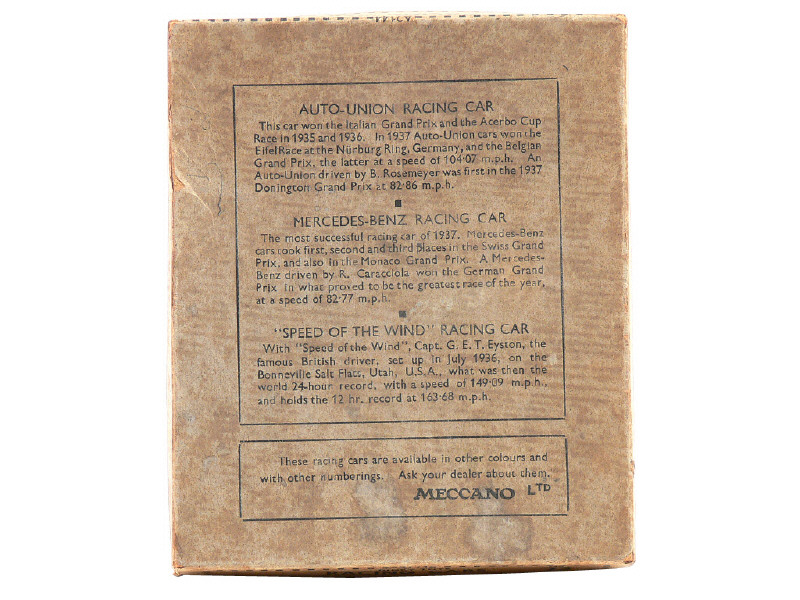 AUTO-UNION RACING CAR
This car won the Italian Grand Prix and the Acerbo Cup
Race in 1935 and 1936. In 1937 Auto-Union cars won the
Eifel Race at the Nürburg Ring, Germany, and the Belgian
Grand Prix, the latter at a speed of 104·07 m.p.h. An
Auto-Union driven by B. Rosemeyer was first in the 1937
Donington Grand Prix at 82·86 m.p.h.
MERCEDES-BENZ RACING CAR
The most successful racing car of 1937. Mercedes-Benz
cars took first, second and third places in the Swiss Grand
Prix, and also in the Monaco Grand Prix. A Mercedes-
Benz driven by R. Caracciola won the German Grand
Prix in what proved to be the greatest race of the year,
at a speed of 82·77 m.p.h.
"SPEED OF THE WIND" RACING CAR
With "Speed of the Wind", Capt. G. E. T. Eyston, the
famous British driver, set up in July 1936, on the
Bonneville Salt Flats, Utah, U.S.A., what was then the
world 24-hour record, with a speed of 149·09 m.p.h.,
and holds the 12 hr. record at 163·68 m.p.h.
These racing cars are available in other colours and
with other numberings. Ask your dealer about them.
MECCANO LTD